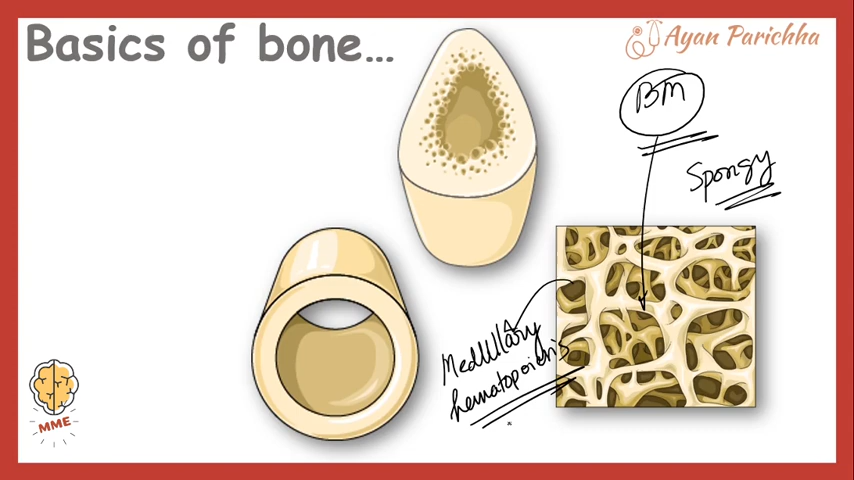 Basics of bone...
Ayan Parichha
BM
Spongy
Medullary
hematopoiesis
MME